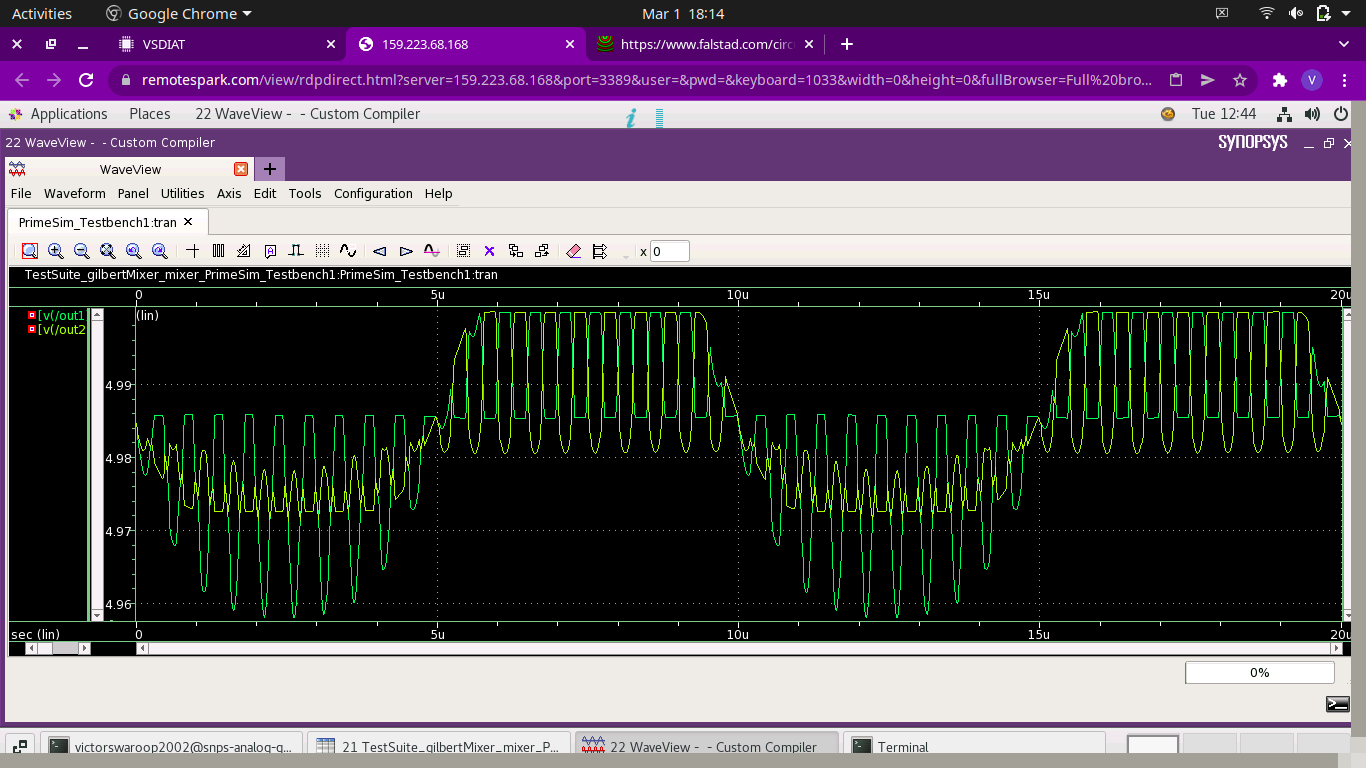 Activities Google Chrome Mar 1 18:14
VSDIAT 159.223.68.168 https://www.falstad.com/circ
remotespark.com/view/rdpdirect.html?server=159.223.68.168&port=3389&user=&pwd=&keyboard=1033&width=0&height=0&fullBrowser=Full%20bro... V
Applications Places 22 WaveView - - Custom Compiler Tue 12:44
22 WaveView - - Custom Compiler SYNOPSYS
WaveView
File Waveform Panel Utilities Axis Edit Tools Configuration Help
PrimeSim_Testbench1:tran
x 0
TestSuite_gilbertMixer_mixer_PrimeSim_Testbench1:PrimeSim_Testbench1:tran
0 5u 10u 15u 20u
[v(/out1 (lin)
[v(/out2
4.99
4.98
4.97
4.96
sec (lin) 0 5u 10u 15u 20u
0%
victorswaroop2002@snps-analog-q... 21 TestSuite_gilbertMixer_mixer_P... 22 WaveView - - Custom Compiler Terminal